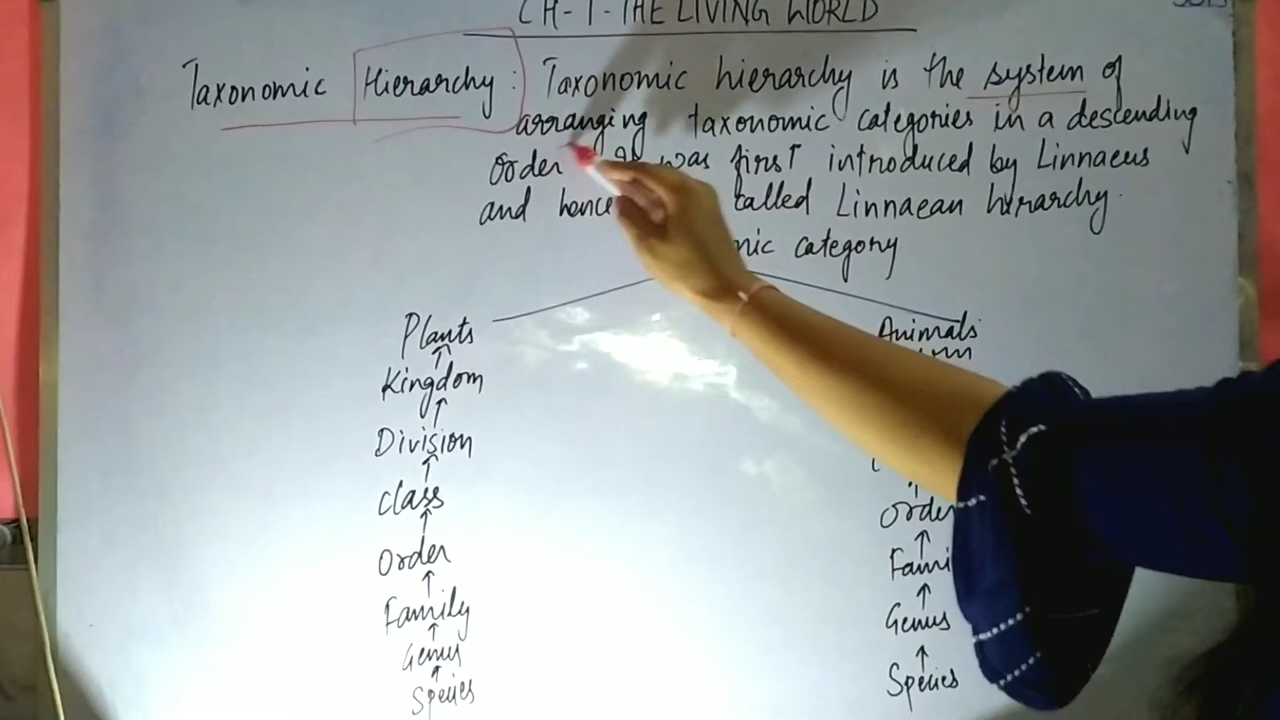 CH-1-THE LIVING WORLD
Taxonomic Hierarchy: Taxonomic hierarchy is the system of
arranging taxonomic categories in a descending
order was first introduced by Linnaeus
and hence called Linnaean hirarchy.
category
Plants
Kingdom
Division
class
Order
Family
Genus
Species
Animals
Order
Fami
Genus
Species